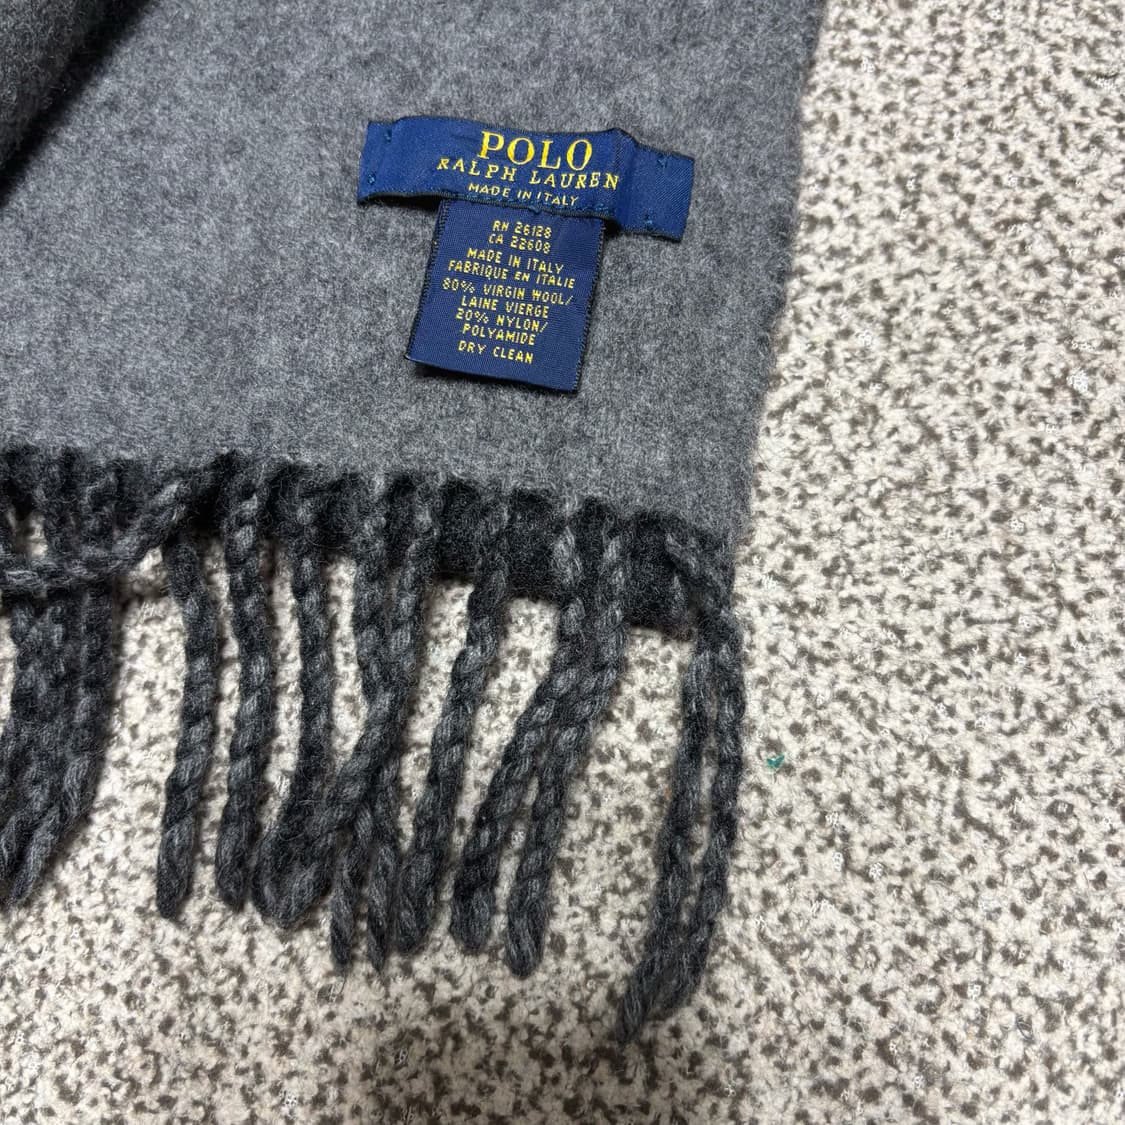 POLO
RALPH LAUREN
MADE IN ITALY
RN 26128
CA 22608
MADE IN ITALY
FABRIQUE EN ITALIE
80% VIRGIN WOOL/
LAINE VIERGE
20% NYLON/
POLYAMIDE
DRY CLEAN